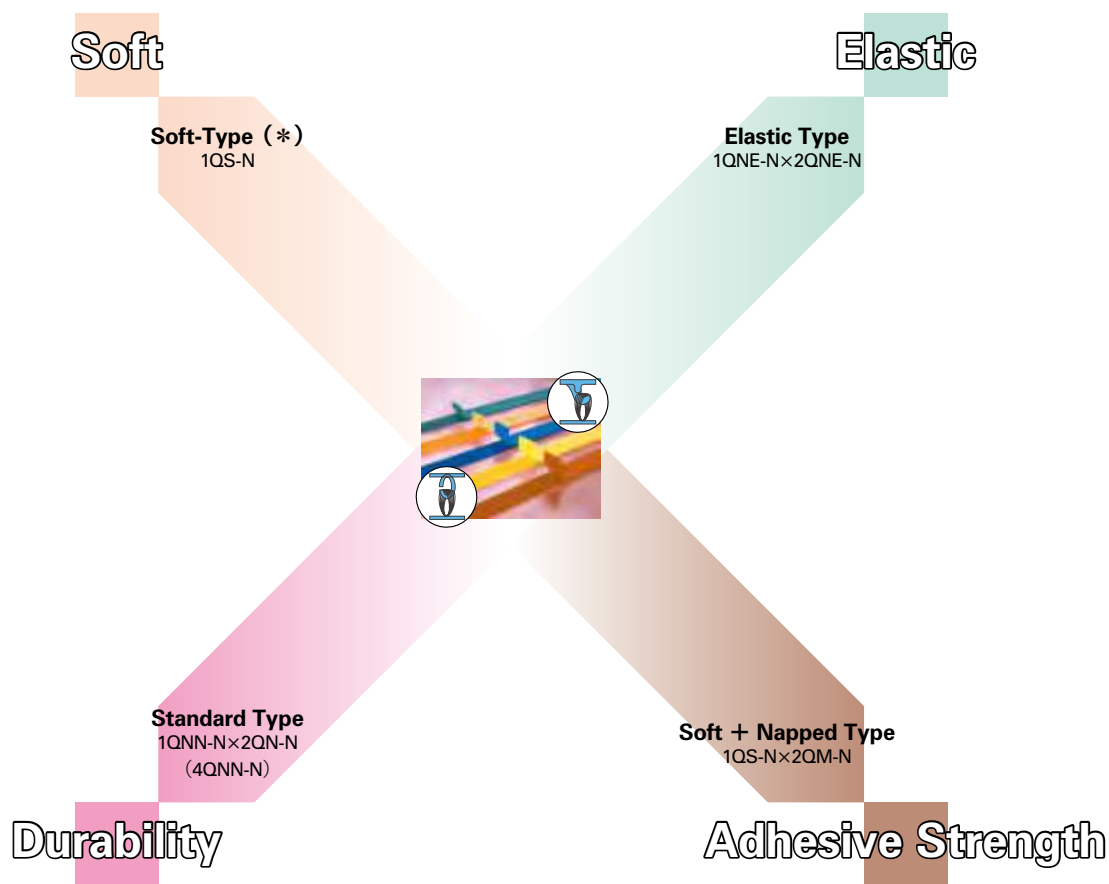 Soft
Elastic
Soft-Type（＊）
1QS-N
Elastic Type
1QNE-N×2QNE-N
Standard Type
1QNN-N×2QN-N
（4QNN-N）
Soft ＋ Napped Type
1QS-N×2QM-N
Durability
Adhesive Strength